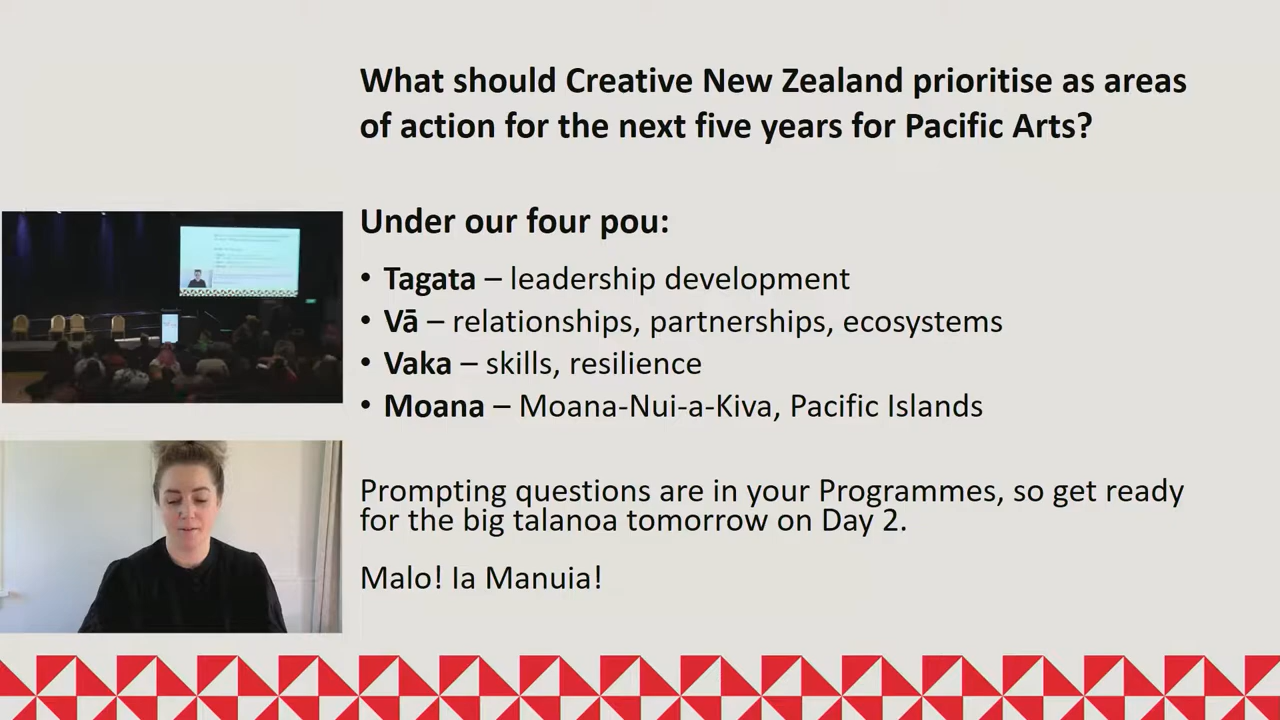 What should Creative New Zealand prioritise as areas
of action for the next five years for Pacific Arts?
Under our four pou:
• Tagata – leadership development
• Vā – relationships, partnerships, ecosystems
• Vaka – skills, resilience
• Moana – Moana-Nui-a-Kiva, Pacific Islands
Prompting questions are in your Programmes, so get ready
for the big talanoa tomorrow on Day 2.
Malo! Ia Manuia!